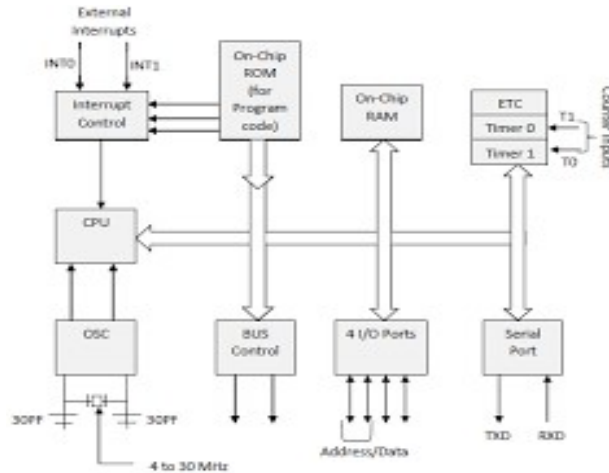 External
Interrupts
INT0
INT1
Interrupt
Control
On-Chip
ROM
(for
Program
code)
On-Chip
RAM
ETC
Timer 0
Timer 1
T1
T0
Counter Inputs
CPU
OSC
BUS
Control
4 I/O Ports
Serial
Port
30PF
30PF
4 to 30 MHz
Address/Data
TXD
RXD